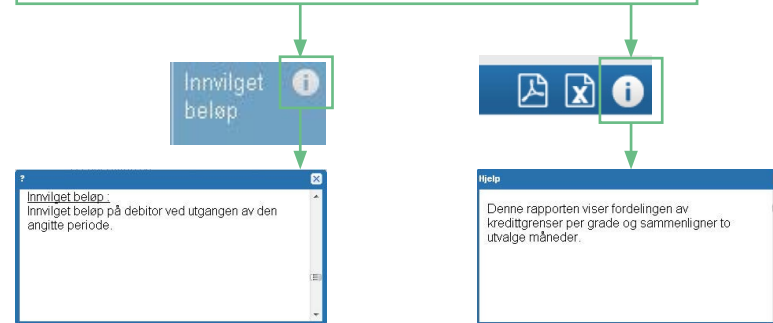 Innvilget
beløp
?
Innvilget beløp :
Innvilget beløp på debitor ved utgangen av den
angitte periode.
Hjelp
Denne rapporten viser fordelingen av
kredittgrenser per grade og sammenligner to
utvalge måneder.